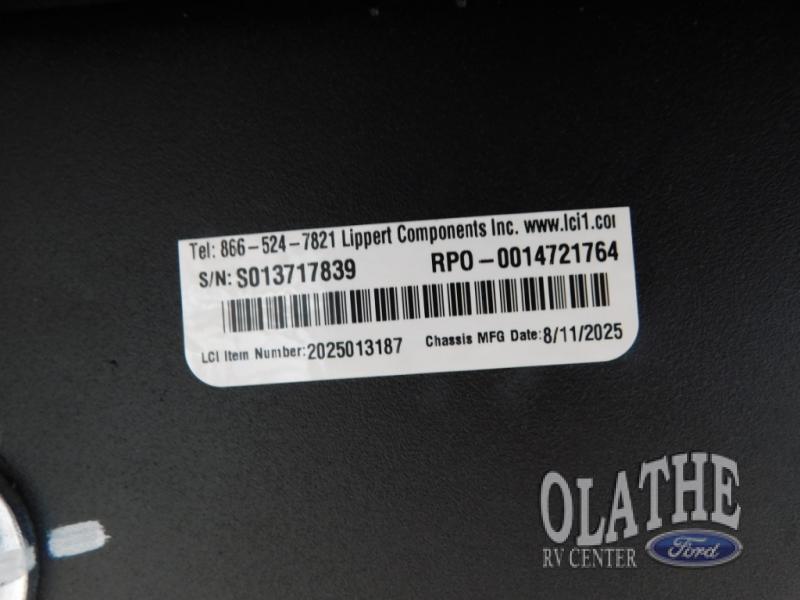 Tel: 866-524-7821 Lippert Components Inc. www.lci1.co
S/N: S013717839 RPO-0014721764
LCI Item Number: 2025013187 Chassis MFG Date: 8/11/2025
OLATHE
RV CENTER Ford